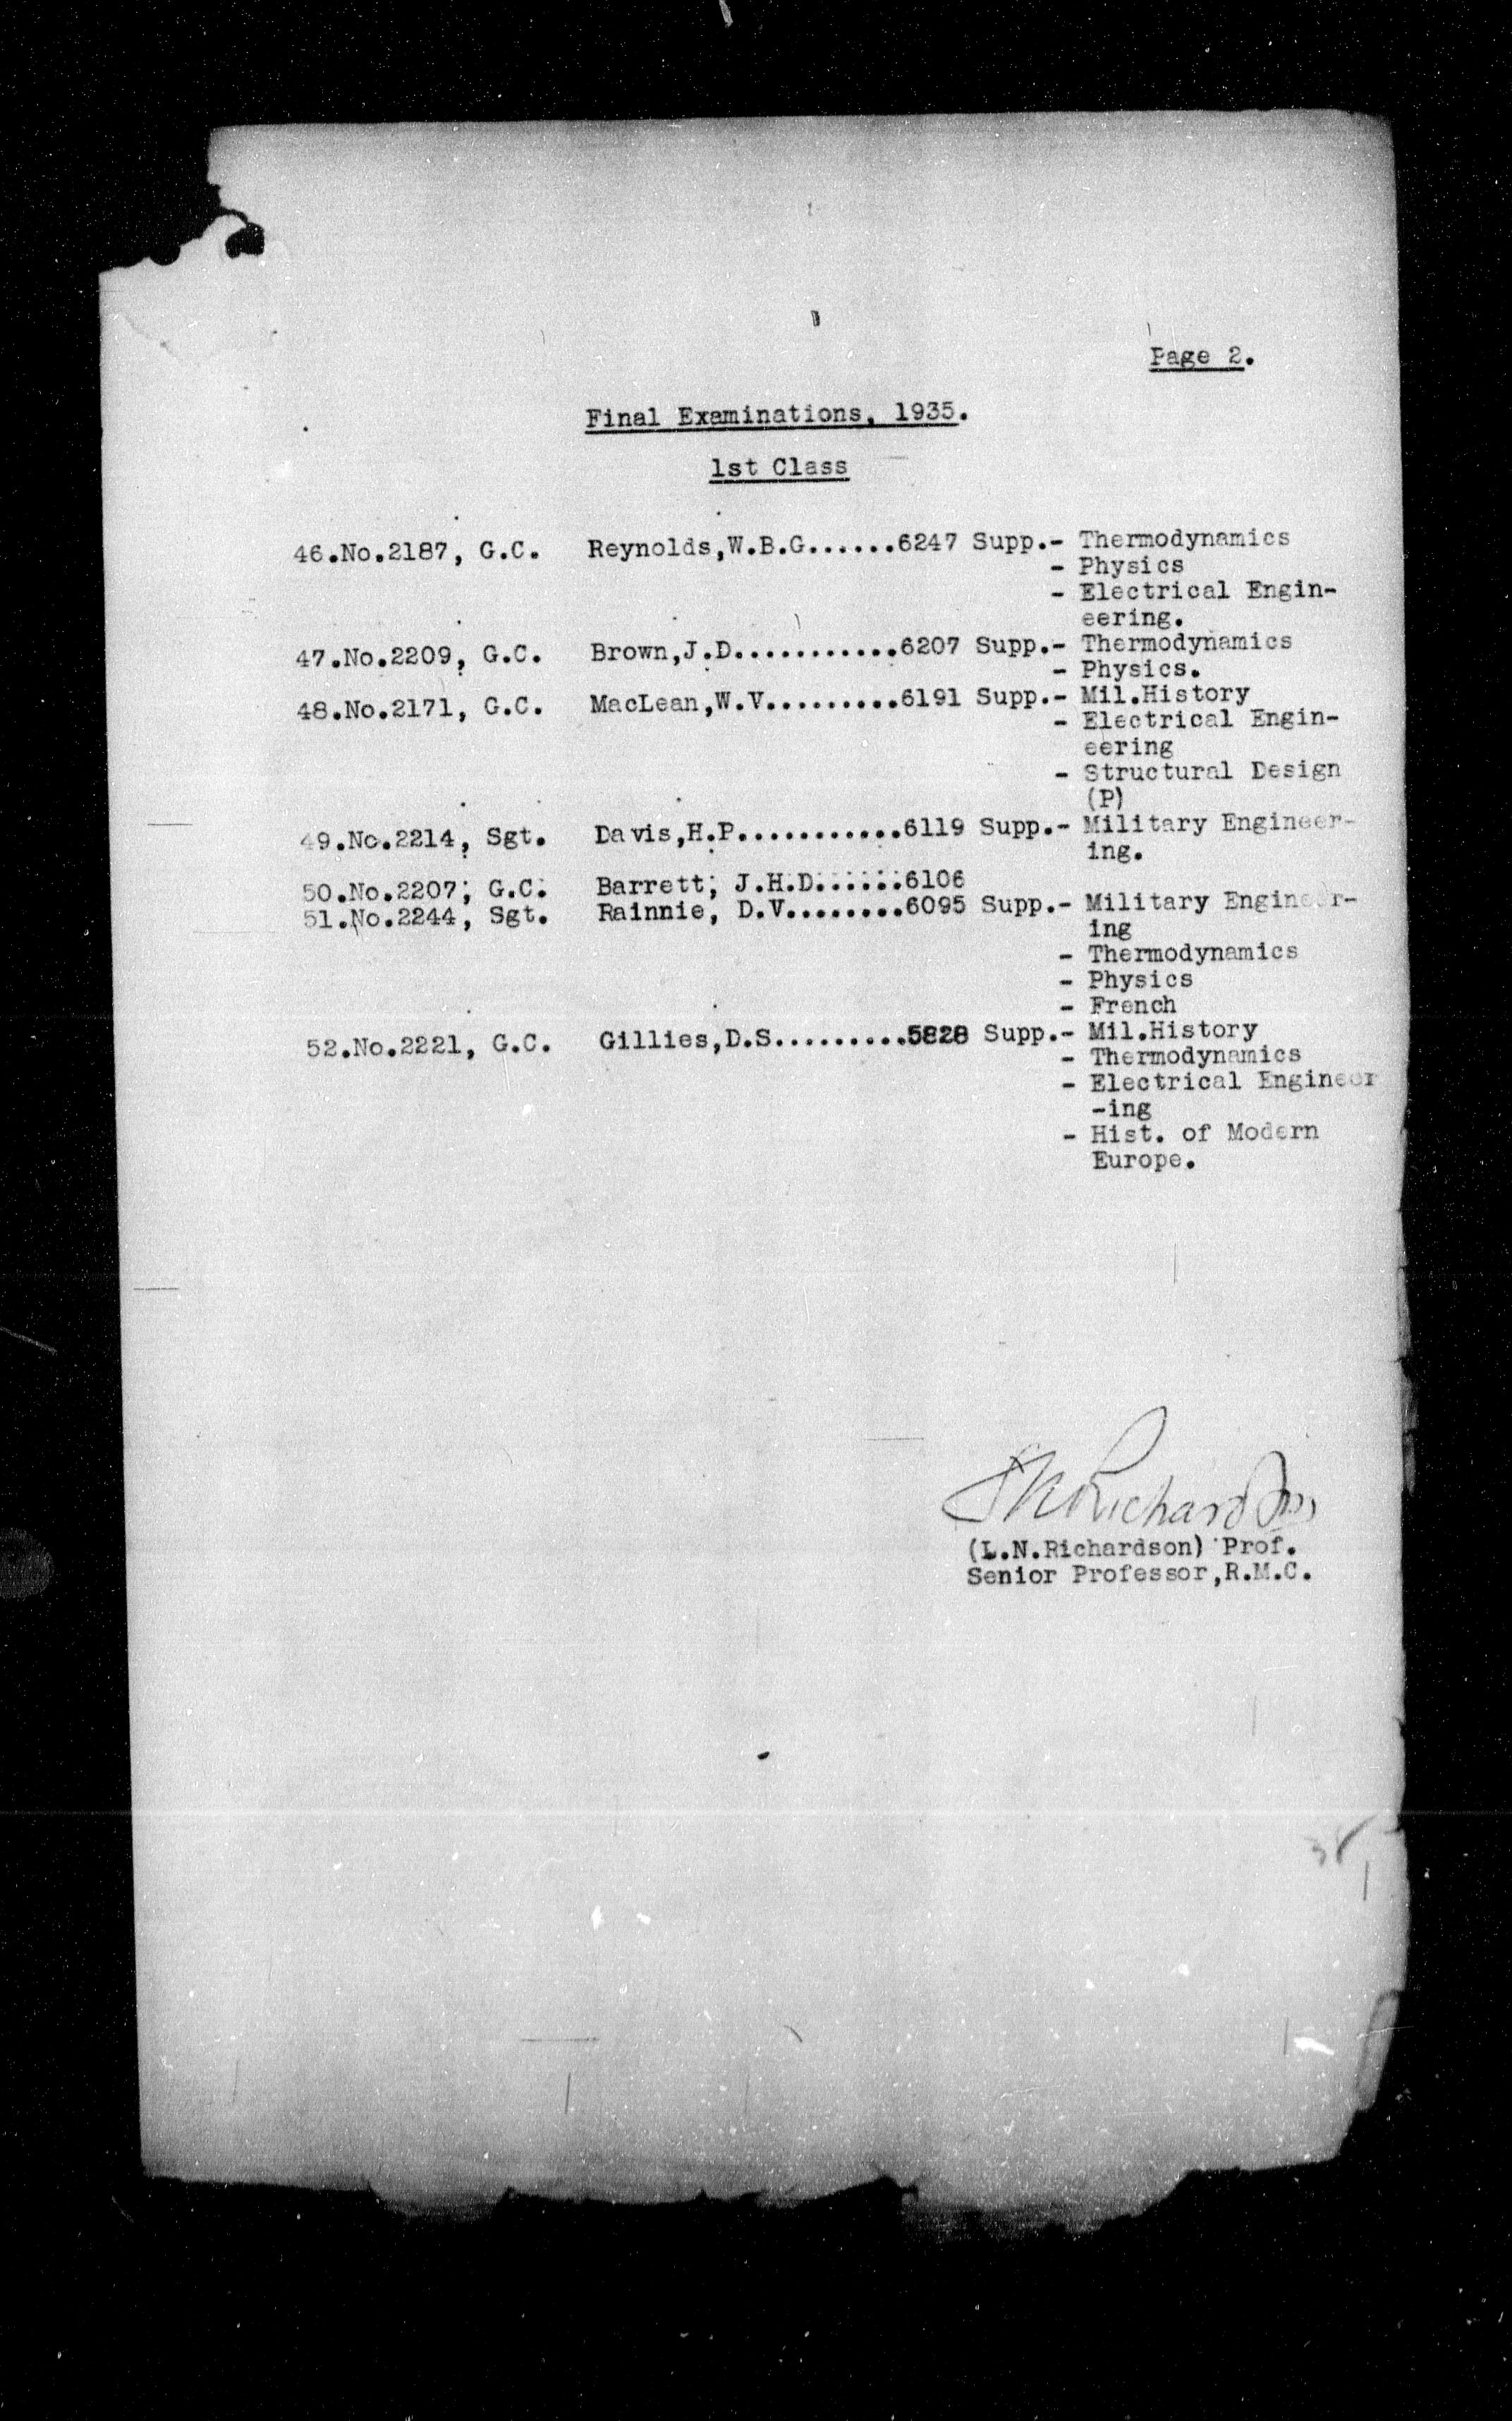 Page 2.
Final Examinations, 1935.
1st Class
46.No.2187, G.C. Reynolds,W.B.G......6247 Supp.- Thermodynamics
- Physics
- Electrical Engin-
eering.
47.No.2209, G.C. Brown,J.D...........6207 Supp.- Thermodynamics
- Physics.
48.No.2171, G.C. MacLean,W.V.........6191 Supp.- Mil.History
- Electrical Engin-
eering
- Structural Design
(P)
49.No.2214, Sgt. Davis,H.P...........6119 Supp.- Military Engineer-
ing.
50.No.2207, G.C. Barrett, J.H.D......6106
51.No.2244, Sgt. Rainnie, D.V........6095 Supp.- Military Engineer-
ing
- Thermodynamics
- Physics
- French
52.No.2221, G.C. Gillies,D.S.........5828 Supp.- Mil.History
- Thermodynamics
- Electrical Engineer
-ing
- Hist. of Modern
Europe.
LN Richardson
(L.N.Richardson) Prof.
Senior Professor,R.M.C.